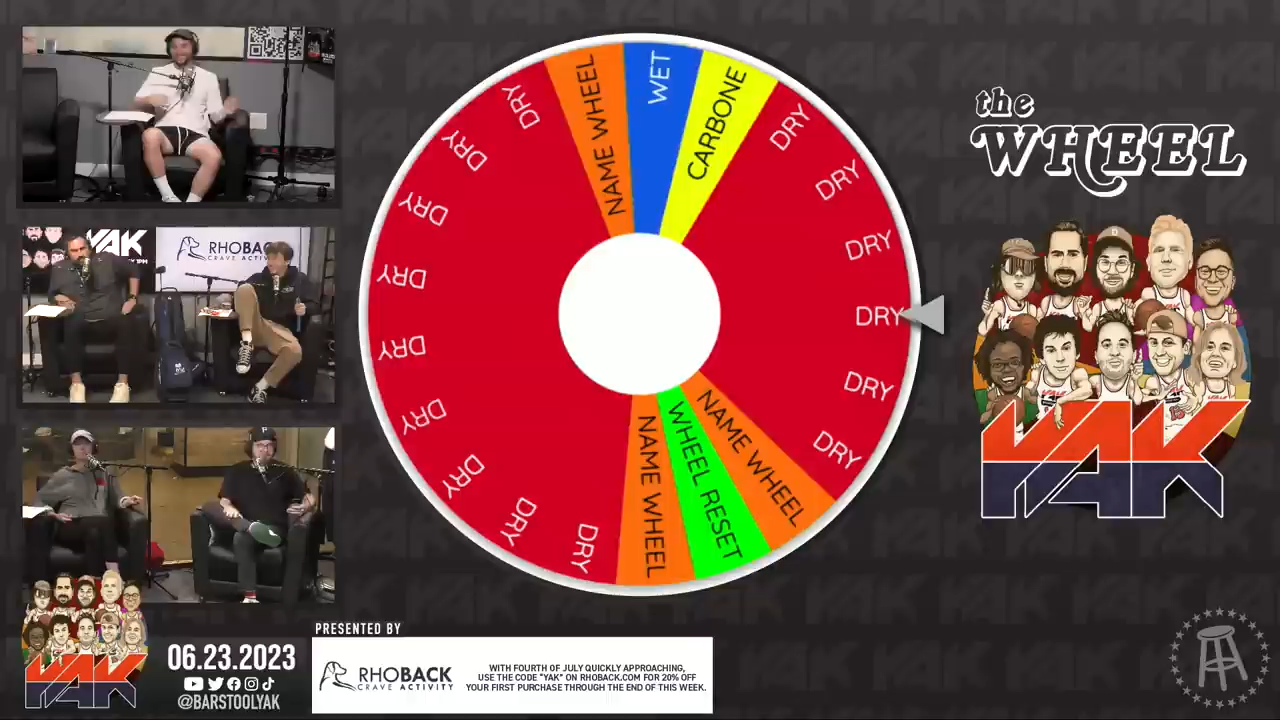 YAK
RHOBACK
CRAVE ACTIVITY
the
WHEEL
YAK
NAME WHEEL
WET
CARBONE
DRY
DRY
DRY
DRY
DRY
DRY
NAME WHEEL
WHEEL RESET
NAME WHEEL
DRY
DRY
DRY
DRY
DRY
DRY
DRY
DRY
DRY
YAK
06.23.2023
@BARSTOOLYAK
PRESENTED BY
RHOBACK
CRAVE ACTIVITY
WITH FOURTH OF JULY QUICKLY APPROACHING,
USE THE CODE "YAK" ON RHOBACK.COM FOR 20% OFF
YOUR FIRST PURCHASE THROUGH THE END OF THIS WEEK.